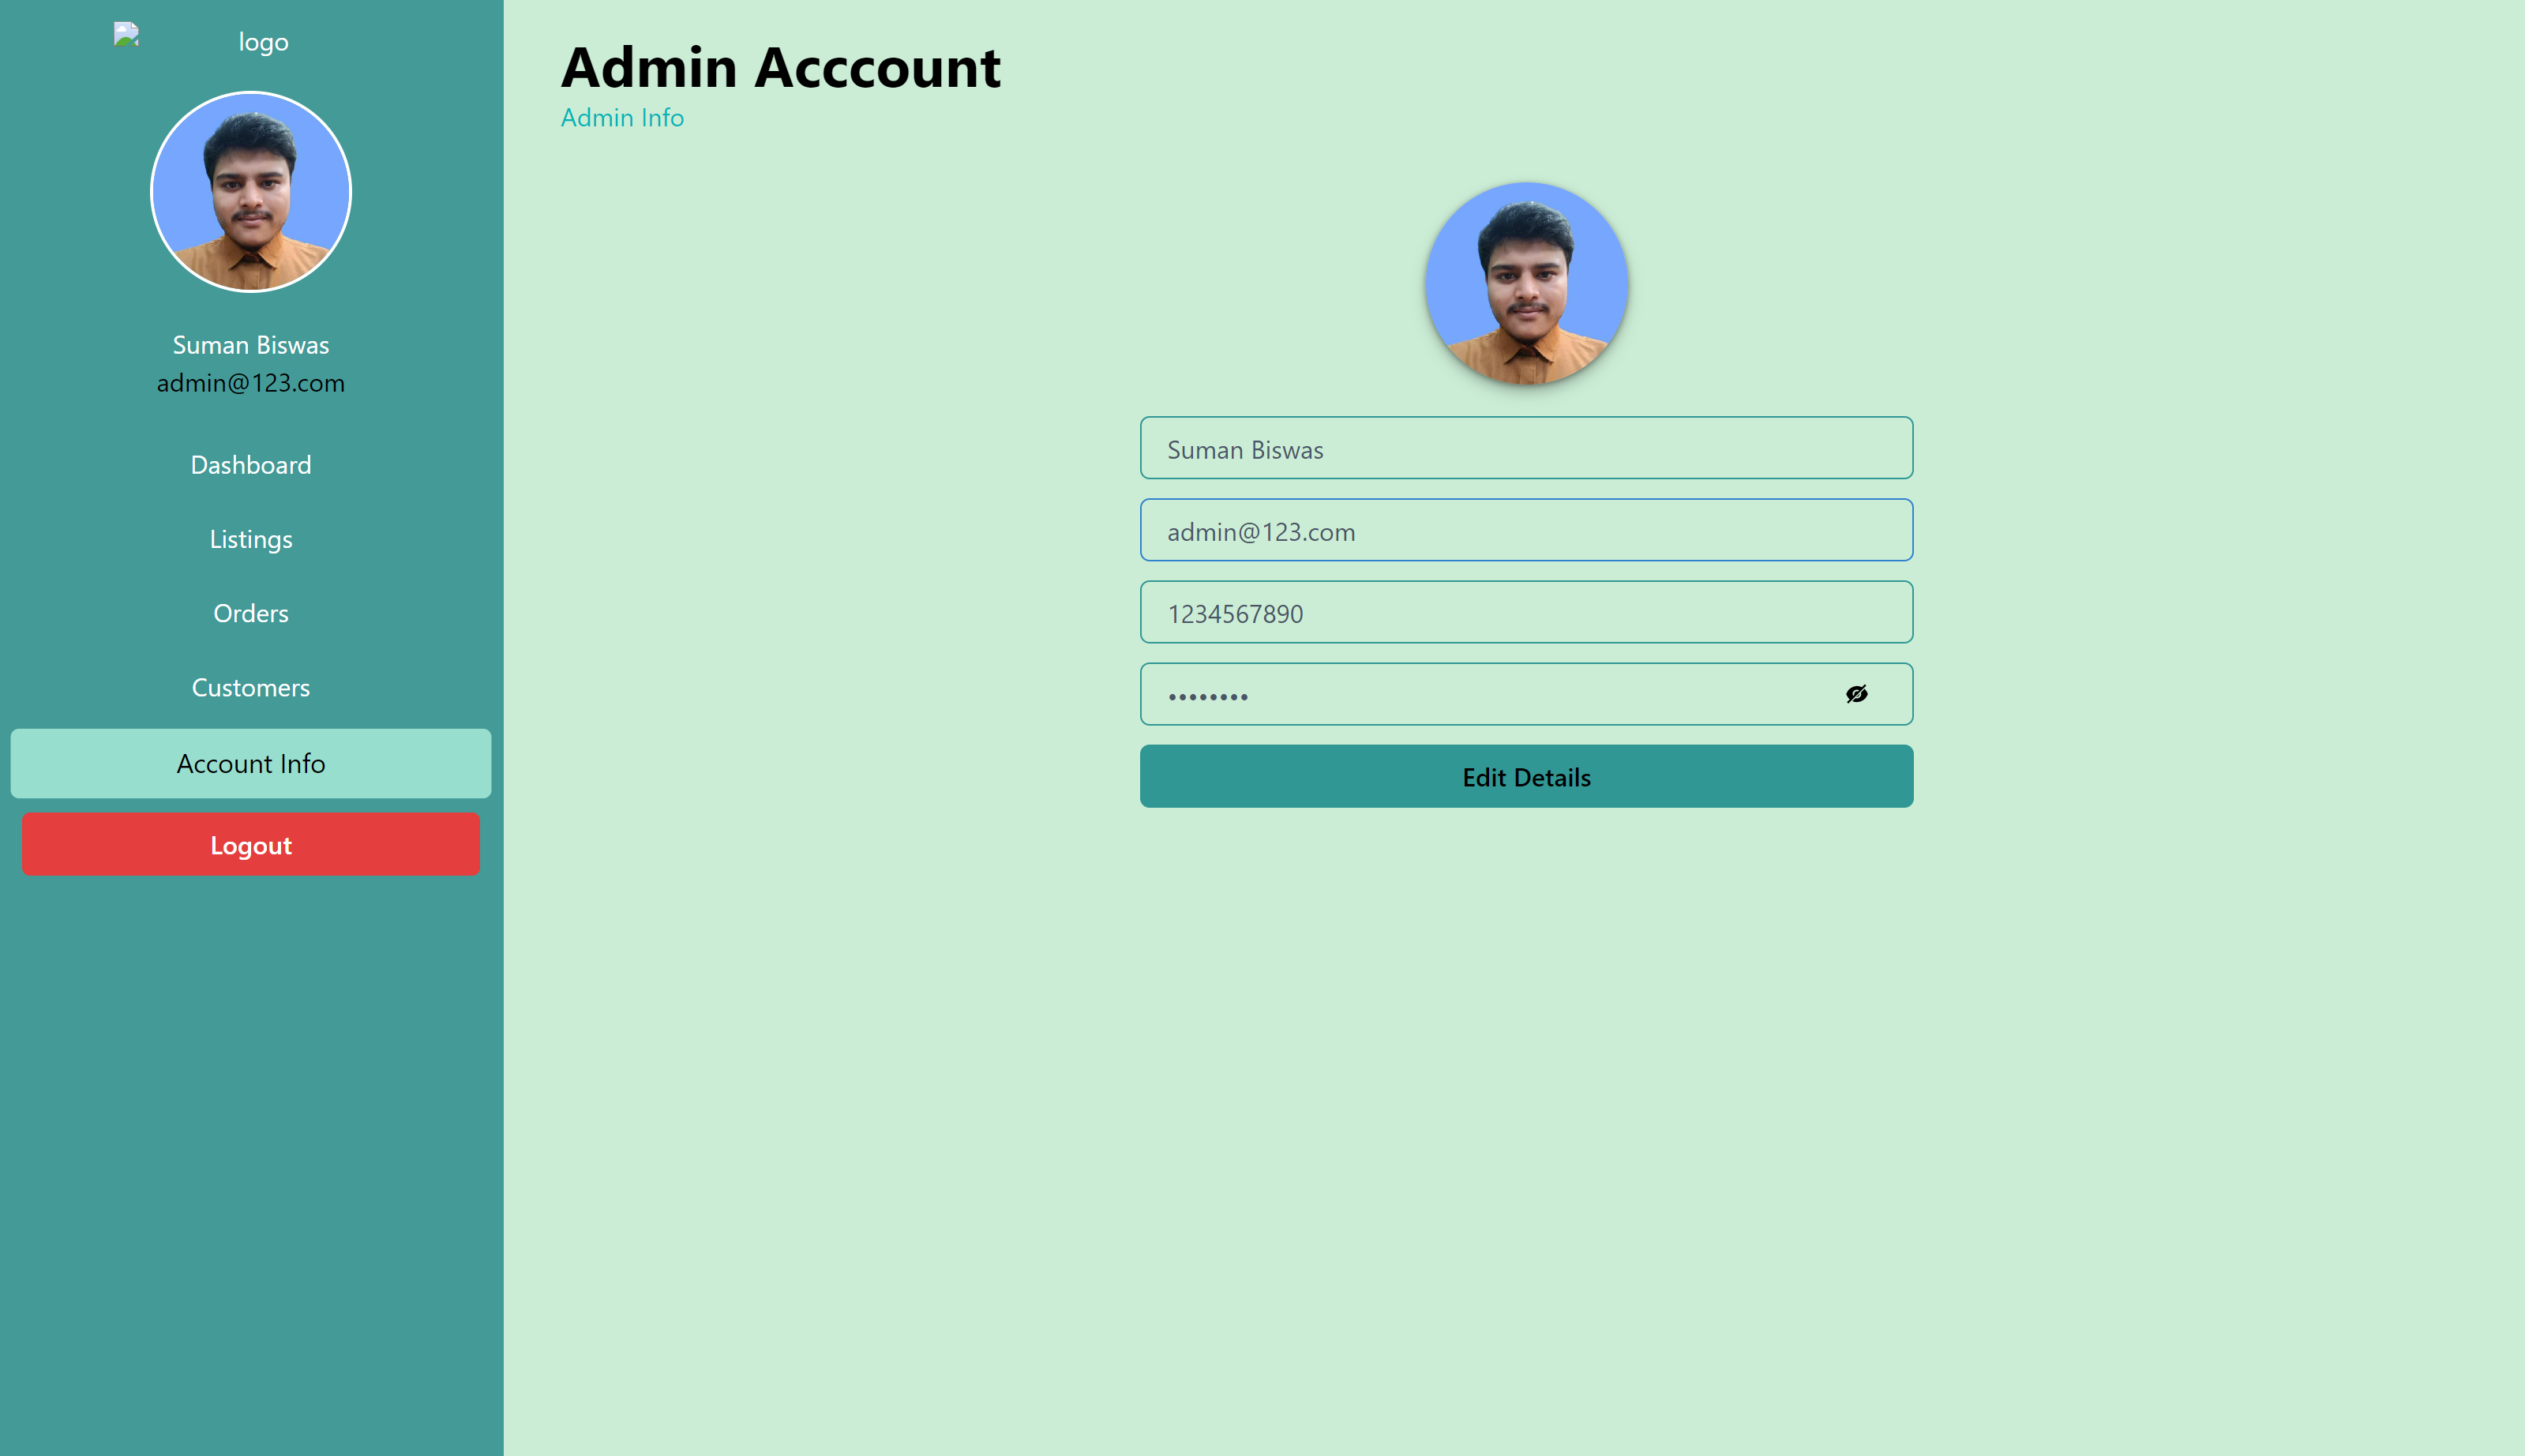 logo
Suman Biswas
admin@123.com
Dashboard
Listings
Orders
Customers
Account Info
Logout
Admin Acccount
Admin Info
Suman Biswas
admin@123.com
1234567890
••••••••
Edit Details